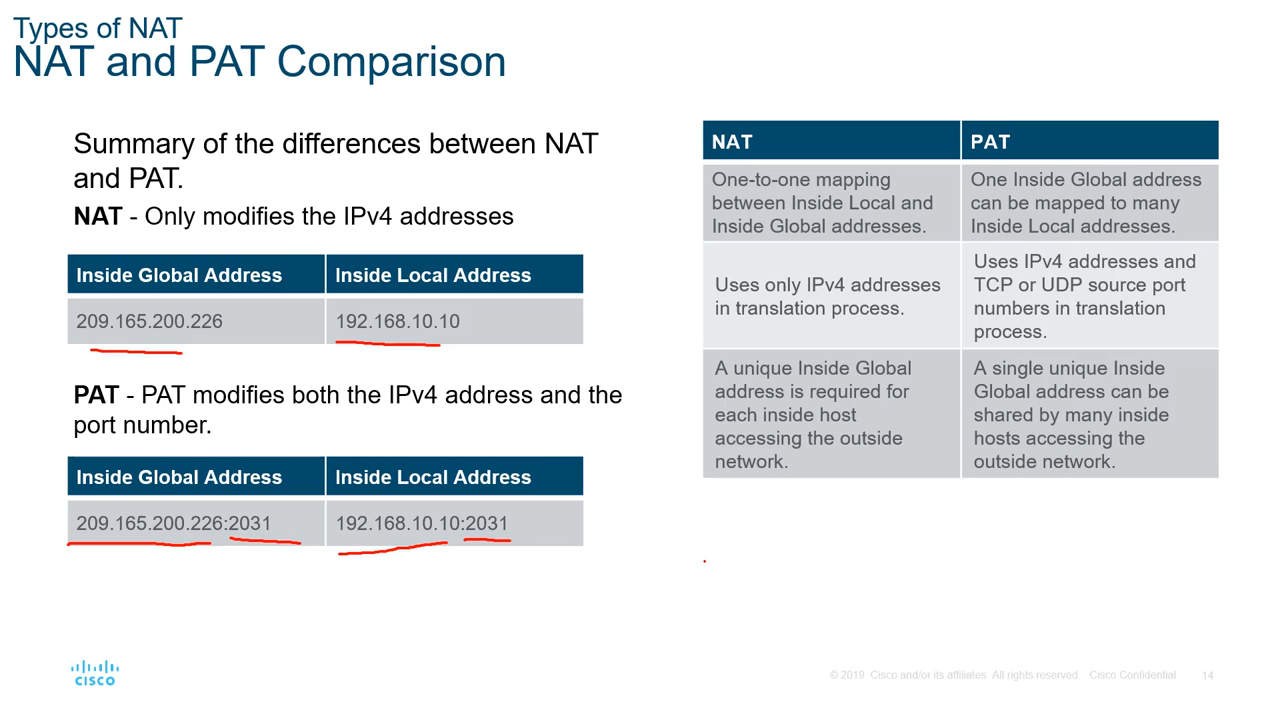 Types of NAT
NAT and PAT Comparison
Summary of the differences between NAT
and PAT.
NAT - Only modifies the IPv4 addresses
Inside Global Address Inside Local Address
209.165.200.226 192.168.10.10
PAT - PAT modifies both the IPv4 address and the
port number.
Inside Global Address Inside Local Address
209.165.200.226:2031 192.168.10.10:2031
NAT PAT
One-to-one mapping
between Inside Local and
Inside Global addresses.
One Inside Global address
can be mapped to many
Inside Local addresses.
Uses only IPv4 addresses
in translation process.
Uses IPv4 addresses and
TCP or UDP source port
numbers in translation
process.
A unique Inside Global
address is required for
each inside host
accessing the outside
network.
A single unique Inside
Global address can be
shared by many inside
hosts accessing the
outside network.
CISCO
© 2019 Cisco and/or its affiliates. All rights reserved. Cisco Confidential 14